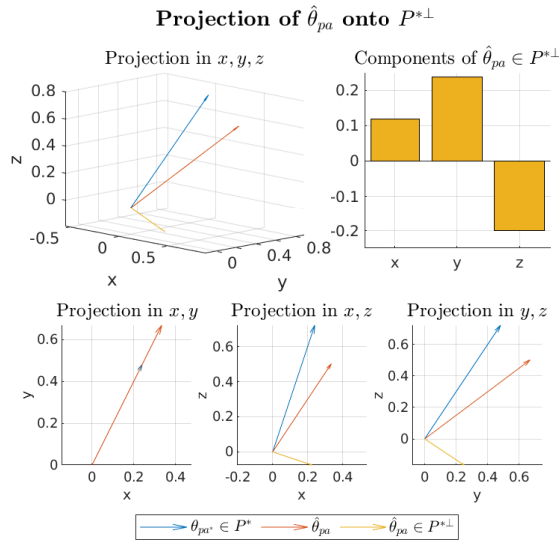 Projection of θ̂_{pa} onto P^{*⊥}
Projection in x, y, z
0.8
0.6
0.4
0.2
0
z
-0.5
0
0.5
x
0
0.4
0.8
y
Components of θ̂_{pa} ∈ P^{*⊥}
0.2
0.1
0
-0.1
-0.2
x y z
Projection in x, y
0.6
0.4
0.2
0
y
0 0.2 0.4
x
Projection in x, z
0.6
0.4
0.2
0
z
-0.2 0 0.2 0.4
x
Projection in y, z
0.6
0.4
0.2
0
z
0 0.2 0.4 0.6
y
θ_{pa*} ∈ P* θ̂_{pa} θ̂_{pa} ∈ P^{*⊥}